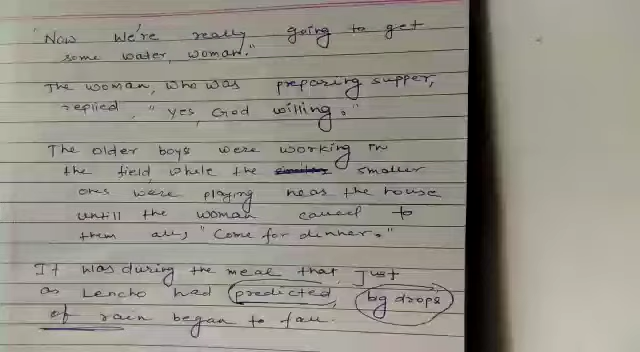 "Now we're really going to get
some water, woman."
The woman, who was preparing supper,
replied, "yes, God willing."
The older boys were working in
the field, while the smaller
ones were playing near the house
untill the woman caued to
them all, "Come for dinner."
It was during the meal that, Just
as Lencho had predicted, big drops
of rain began to fall.